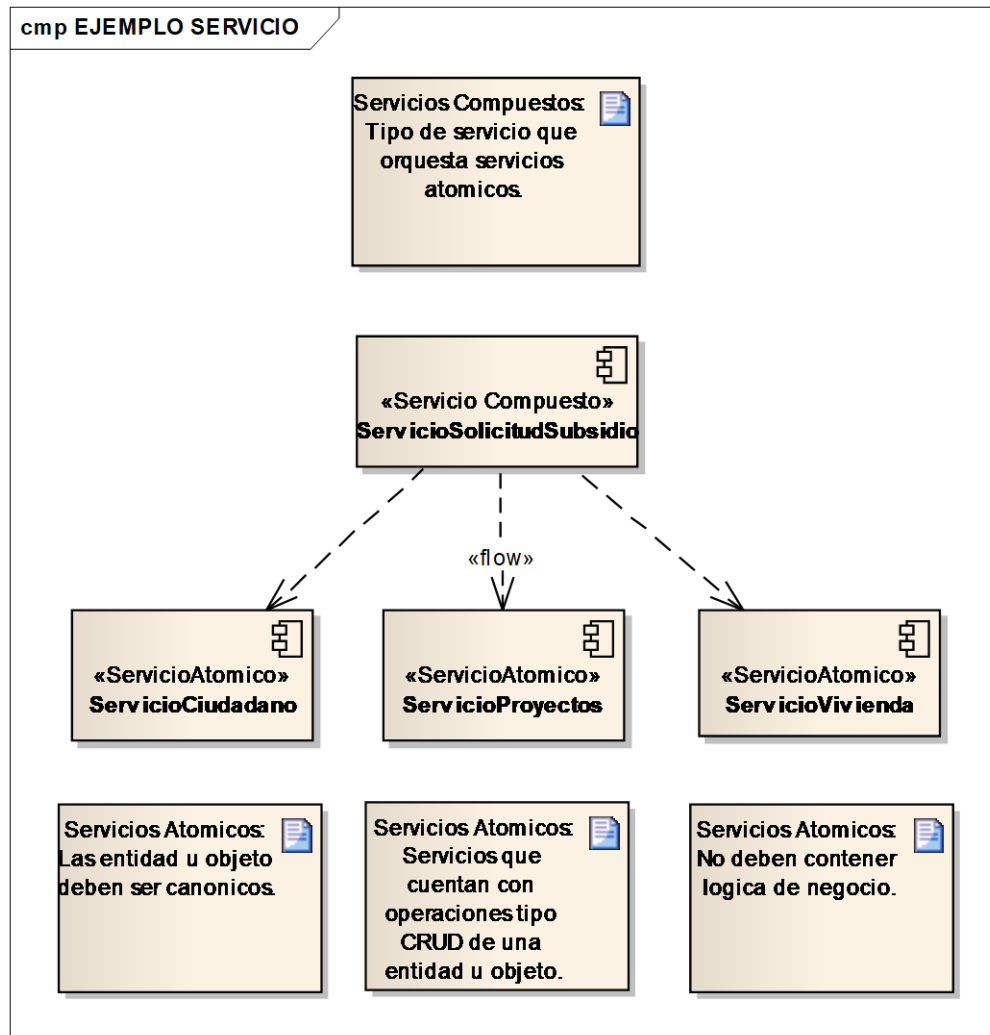 cmp EJEMPLO SERVICIO
Servicios Compuestos:
Tipo de servicio que
orquesta servicios
atomicos.
«Servicio Compuesto»
ServicioSolicitudSubsidio
«flow»
«ServicioAtomico»
ServicioCiudadano
«ServicioAtomico»
ServicioProyectos
«ServicioAtomico»
ServicioVivienda
Servicios Atomicos:
Las entidad u objeto
deben ser canonicos.
Servicios Atomicos:
Servicios que
cuentan con
operaciones tipo
CRUD de una
entidad u objeto.
Servicios Atomicos:
No deben contener
logica de negocio.